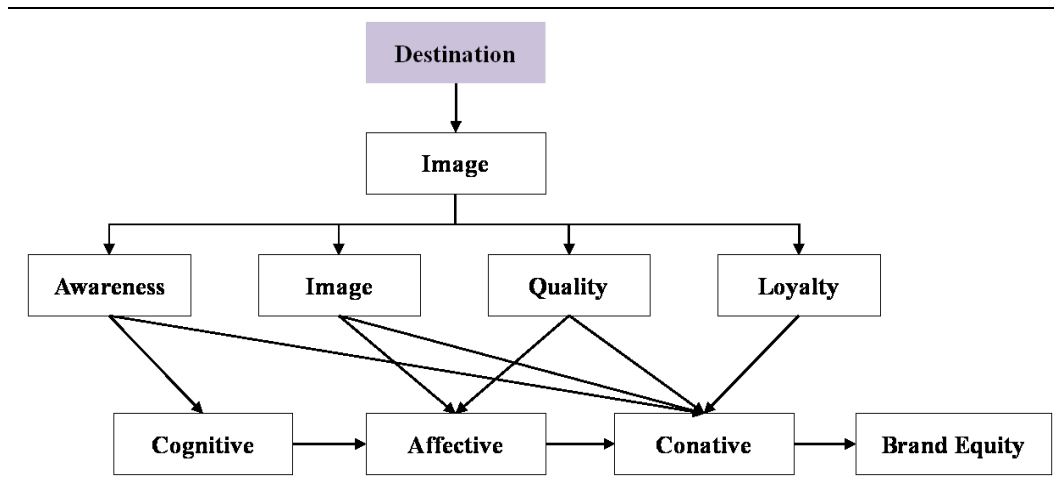 Destination
Image
Awareness
Image
Quality
Loyalty
Cognitive
Affective
Conative
Brand Equity